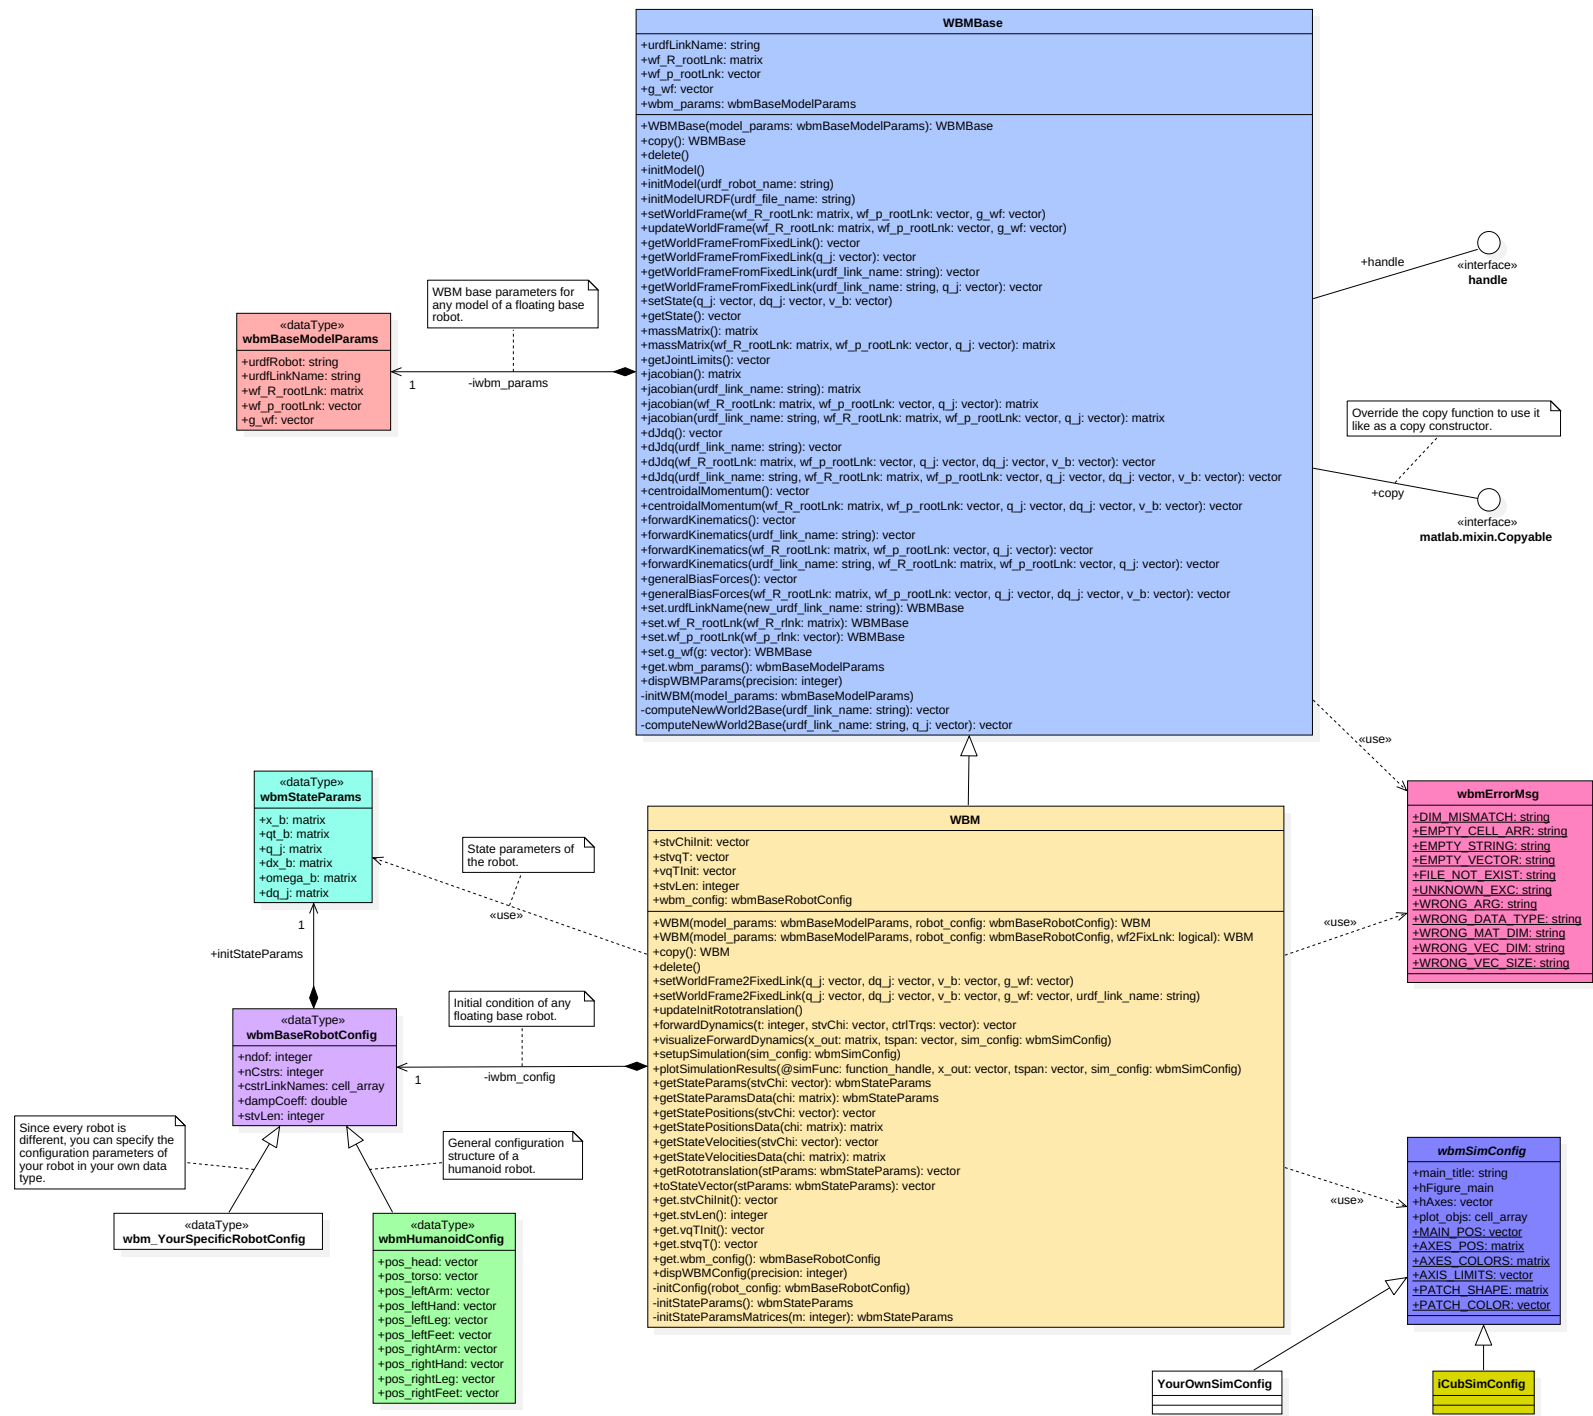 WBMBase
+urdfLinkName: string
+wf_R_rootLnk: matrix
+wf_p_rootLnk: vector
+g_wf: vector
+wbm_params: wbmBaseModelParams
+WBMBase(model_params: wbmBaseModelParams): WBMBase
+copy(): WBMBase
+delete()
+initModel()
+initModel(urdf_robot_name: string)
+initModelURDF(urdf_file_name: string)
+setWorldFrame(wf_R_rootLnk: matrix, wf_p_rootLnk: vector, g_wf: vector)
+updateWorldFrame(wf_R_rootLnk: matrix, wf_p_rootLnk: vector, g_wf: vector)
+getWorldFrameFromFixedLink(): vector
+getWorldFrameFromFixedLink(q_j: vector): vector
+getWorldFrameFromFixedLink(urdf_link_name: string): vector
+getWorldFrameFromFixedLink(urdf_link_name: string, q_j: vector): vector
+setState(q_j: vector, dq_j: vector, v_b: vector)
+getState(): vector
+massMatrix(): matrix
+massMatrix(wf_R_rootLnk: matrix, wf_p_rootLnk: vector, q_j: vector): matrix
+getJointLimits(): vector
+jacobian(): matrix
+jacobian(urdf_link_name: string): matrix
+jacobian(wf_R_rootLnk: matrix, wf_p_rootLnk: vector, q_j: vector): matrix
+jacobian(urdf_link_name: string, wf_R_rootLnk: matrix, wf_p_rootLnk: vector, q_j: vector): matrix
+dJdq(): vector
+dJdq(urdf_link_name: string): vector
+dJdq(wf_R_rootLnk: matrix, wf_p_rootLnk: vector, q_j: vector, dq_j: vector, v_b: vector): vector
+dJdq(urdf_link_name: string, wf_R_rootLnk: matrix, wf_p_rootLnk: vector, q_j: vector, dq_j: vector, v_b: vector): vector
+centroidalMomentum(): vector
+centroidalMomentum(wf_R_rootLnk: matrix, wf_p_rootLnk: vector, q_j: vector, dq_j: vector, v_b: vector): vector
+forwardKinematics(): vector
+forwardKinematics(urdf_link_name: string): vector
+forwardKinematics(wf_R_rootLnk: matrix, wf_p_rootLnk: vector, q_j: vector): vector
+forwardKinematics(urdf_link_name: string, wf_R_rootLnk: matrix, wf_p_rootLnk: vector, q_j: vector): vector
+generalBiasForces(): vector
+generalBiasForces(wf_R_rootLnk: matrix, wf_p_rootLnk: vector, q_j: vector, dq_j: vector, v_b: vector): vector
+set.urdfLinkName(new_urdf_link_name: string): WBMBase
+set.wf_R_rootLnk(wf_R_rlnk: matrix): WBMBase
+set.wf_p_rootLnk(wf_p_rlnk: vector): WBMBase
+set.g_wf(g: vector): WBMBase
+get.wbm_params(): wbmBaseModelParams
+dispWBMParams(precision: integer)
-initWBM(model_params: wbmBaseModelParams)
-computeNewWorld2Base(urdf_link_name: string): vector
-computeNewWorld2Base(urdf_link_name: string, q_j: vector): vector
+handle
«interface»
handle
WBM base parameters for
any model of a floating base
robot.
«dataType»
wbmBaseModelParams
+urdfRobot: string
+urdfLinkName: string
+wf_R_rootLnk: matrix
+wf_p_rootLnk: vector
+g_wf: vector
1
-iwbm_params
Override the copy function to use it
like as a copy constructor.
+copy
«interface»
matlab.mixin.Copyable
«use»
«dataType»
wbmStateParams
+x_b: matrix
+qt_b: matrix
+q_j: matrix
+dx_b: matrix
+omega_b: matrix
+dq_j: matrix
State parameters of
the robot.
«use»
1
+initStateParams
WBM
+stvChiInit: vector
+stvqT: vector
+vqTInit: vector
+stvLen: integer
+wbm_config: wbmBaseRobotConfig
+WBM(model_params: wbmBaseModelParams, robot_config: wbmBaseRobotConfig): WBM
+WBM(model_params: wbmBaseModelParams, robot_config: wbmBaseRobotConfig, wf2FixLnk: logical): WBM
+copy(): WBM
+delete()
+setWorldFrame2FixedLink(q_j: vector, dq_j: vector, v_b: vector, g_wf: vector)
+setWorldFrame2FixedLink(q_j: vector, dq_j: vector, v_b: vector, g_wf: vector, urdf_link_name: string)
+updateInitRototranslation()
+forwardDynamics(t: integer, stvChi: vector, ctrlTrqs: vector): vector
+visualizeForwardDynamics(x_out: matrix, tspan: vector, sim_config: wbmSimConfig)
+setupSimulation(sim_config: wbmSimConfig)
+plotSimulationResults(@simFunc: function_handle, x_out: vector, tspan: vector, sim_config: wbmSimConfig)
+getStateParams(stvChi: vector): wbmStateParams
+getStateParamsData(chi: matrix): wbmStateParams
+getStatePositions(stvChi: vector): vector
+getStatePositionsData(chi: matrix): matrix
+getStateVelocities(stvChi: vector): vector
+getStateVelocitiesData(chi: matrix): matrix
+getRototranslation(stParams: wbmStateParams): vector
+toStateVector(stParams: wbmStateParams): vector
+get.stvChiInit(): vector
+get.stvLen(): integer
+get.vqTInit(): vector
+get.stvqT(): vector
+get.wbm_config(): wbmBaseRobotConfig
+dispWBMConfig(precision: integer)
-initConfig(robot_config: wbmBaseRobotConfig)
-initStateParams(): wbmStateParams
-initStateParamsMatrices(m: integer): wbmStateParams
wbmErrorMsg
+DIM_MISMATCH: string
+EMPTY_CELL_ARR: string
+EMPTY_STRING: string
+EMPTY_VECTOR: string
+FILE_NOT_EXIST: string
+UNKNOWN_EXC: string
+WRONG_ARG: string
+WRONG_DATA_TYPE: string
+WRONG_MAT_DIM: string
+WRONG_VEC_DIM: string
+WRONG_VEC_SIZE: string
«use»
«dataType»
wbmBaseRobotConfig
+ndof: integer
+nCstrs: integer
+cstrLinkNames: cell_array
+dampCoeff: double
+stvLen: integer
Initial condition of any
floating base robot.
1
-iwbm_config
Since every robot is
different, you can specify the
configuration parameters of
your robot in your own data
type.
General configuration
structure of a
humanoid robot.
«dataType»
wbm_YourSpecificRobotConfig
«dataType»
wbmHumanoidConfig
+pos_head: vector
+pos_torso: vector
+pos_leftArm: vector
+pos_leftHand: vector
+pos_leftLeg: vector
+pos_leftFeet: vector
+pos_rightArm: vector
+pos_rightHand: vector
+pos_rightLeg: vector
+pos_rightFeet: vector
«use»
wbmSimConfig
+main_title: string
+hFigure_main
+hAxes: vector
+plot_objs: cell_array
+MAIN_POS: vector
+AXES_POS: matrix
+AXES_COLORS: matrix
+AXIS_LIMITS: vector
+PATCH_SHAPE: matrix
+PATCH_COLOR: vector
YourOwnSimConfig
iCubSimConfig